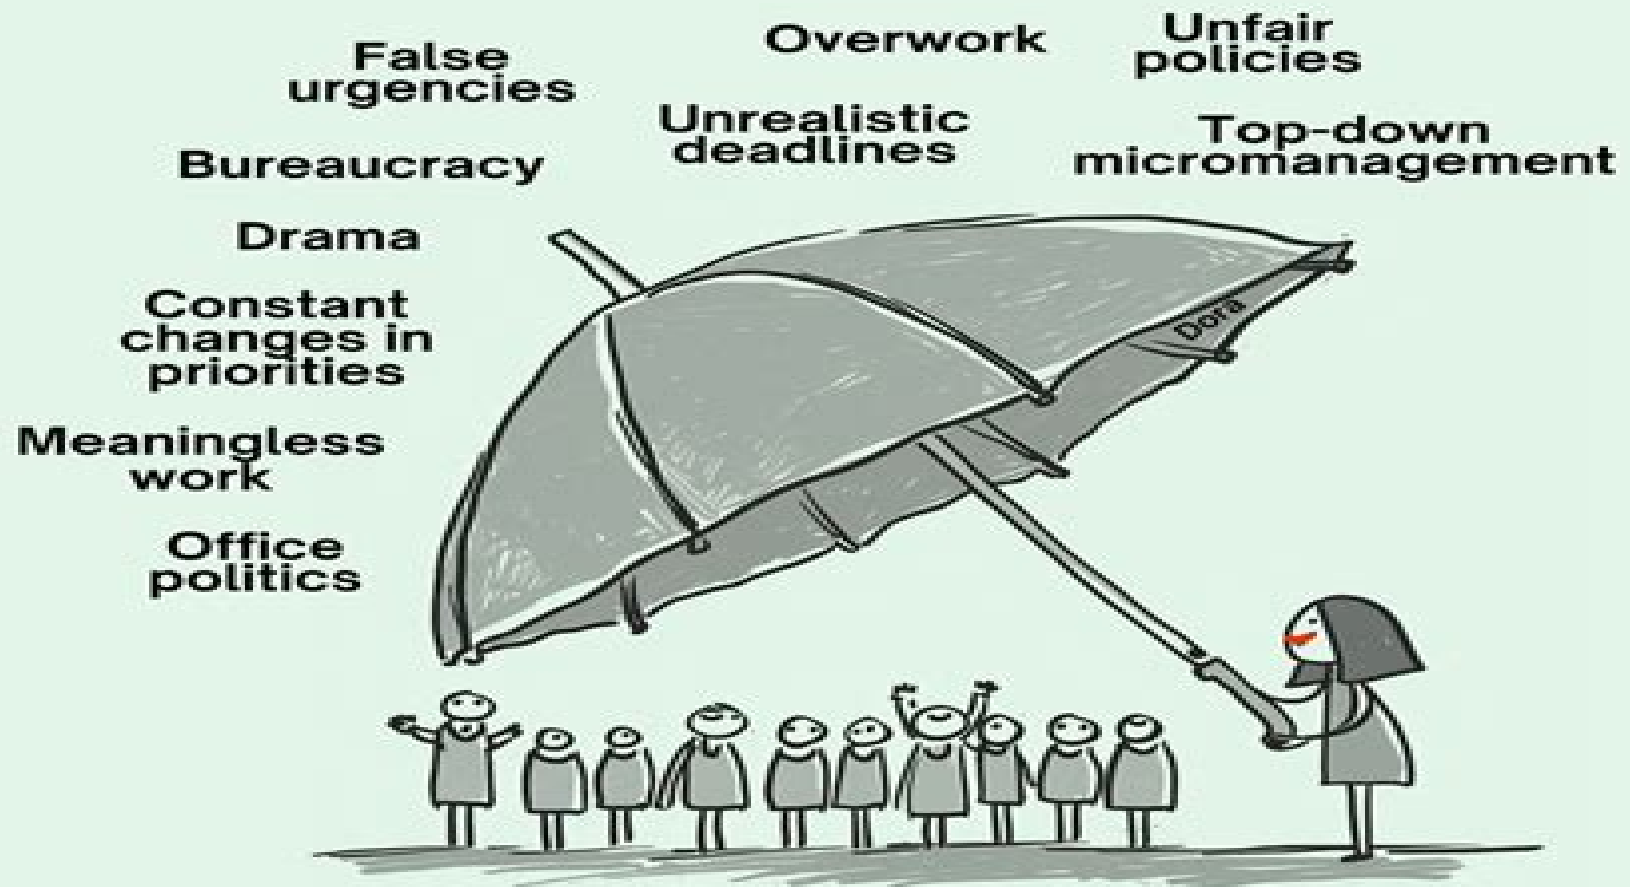 Overwork
Unfair
policies
False
urgencies
Unrealistic
deadlines
Top-down
micromanagement
Bureaucracy
Drama
Constant
changes in
priorities
Meaningless
work
Office
politics
Dora